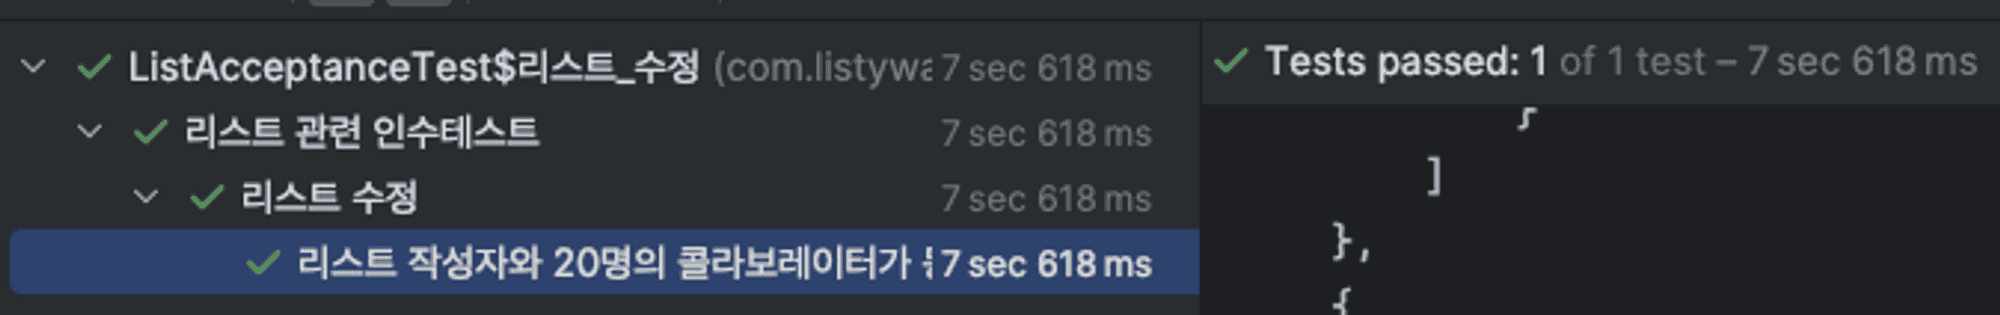 ListAcceptanceTest$리스트_수정 (com.listywa 7 sec 618 ms
리스트 관련 인수테스트 7 sec 618 ms
리스트 수정 7 sec 618 ms
리스트 작성자와 20명의 콜라보레이터가 7 sec 618 ms
Tests passed: 1 of 1 test – 7 sec 618 ms
}
]
},
{